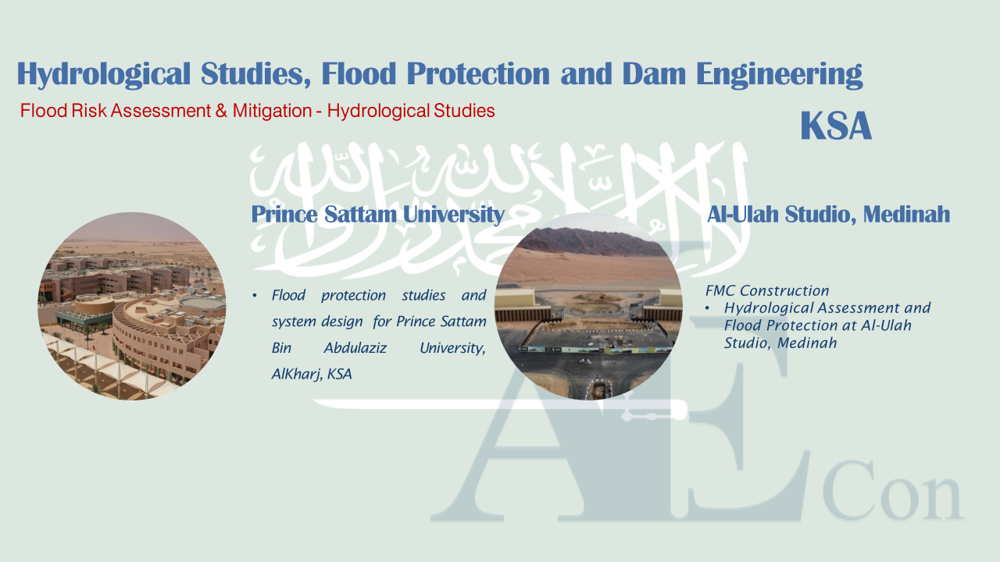 Hydrological Studies, Flood Protection and Dam Engineering
Flood Risk Assessment & Mitigation - Hydrological Studies
KSA
لا إله إلا الله محمد رسول الله
Prince Sattam University
• Flood protection studies and
system design for Prince Sattam
Bin Abdulaziz University,
AlKharj, KSA
Al-Ulah Studio, Medinah
FMC Construction
• Hydrological Assessment and
Flood Protection at Al-Ulah
Studio, Medinah
AE Con